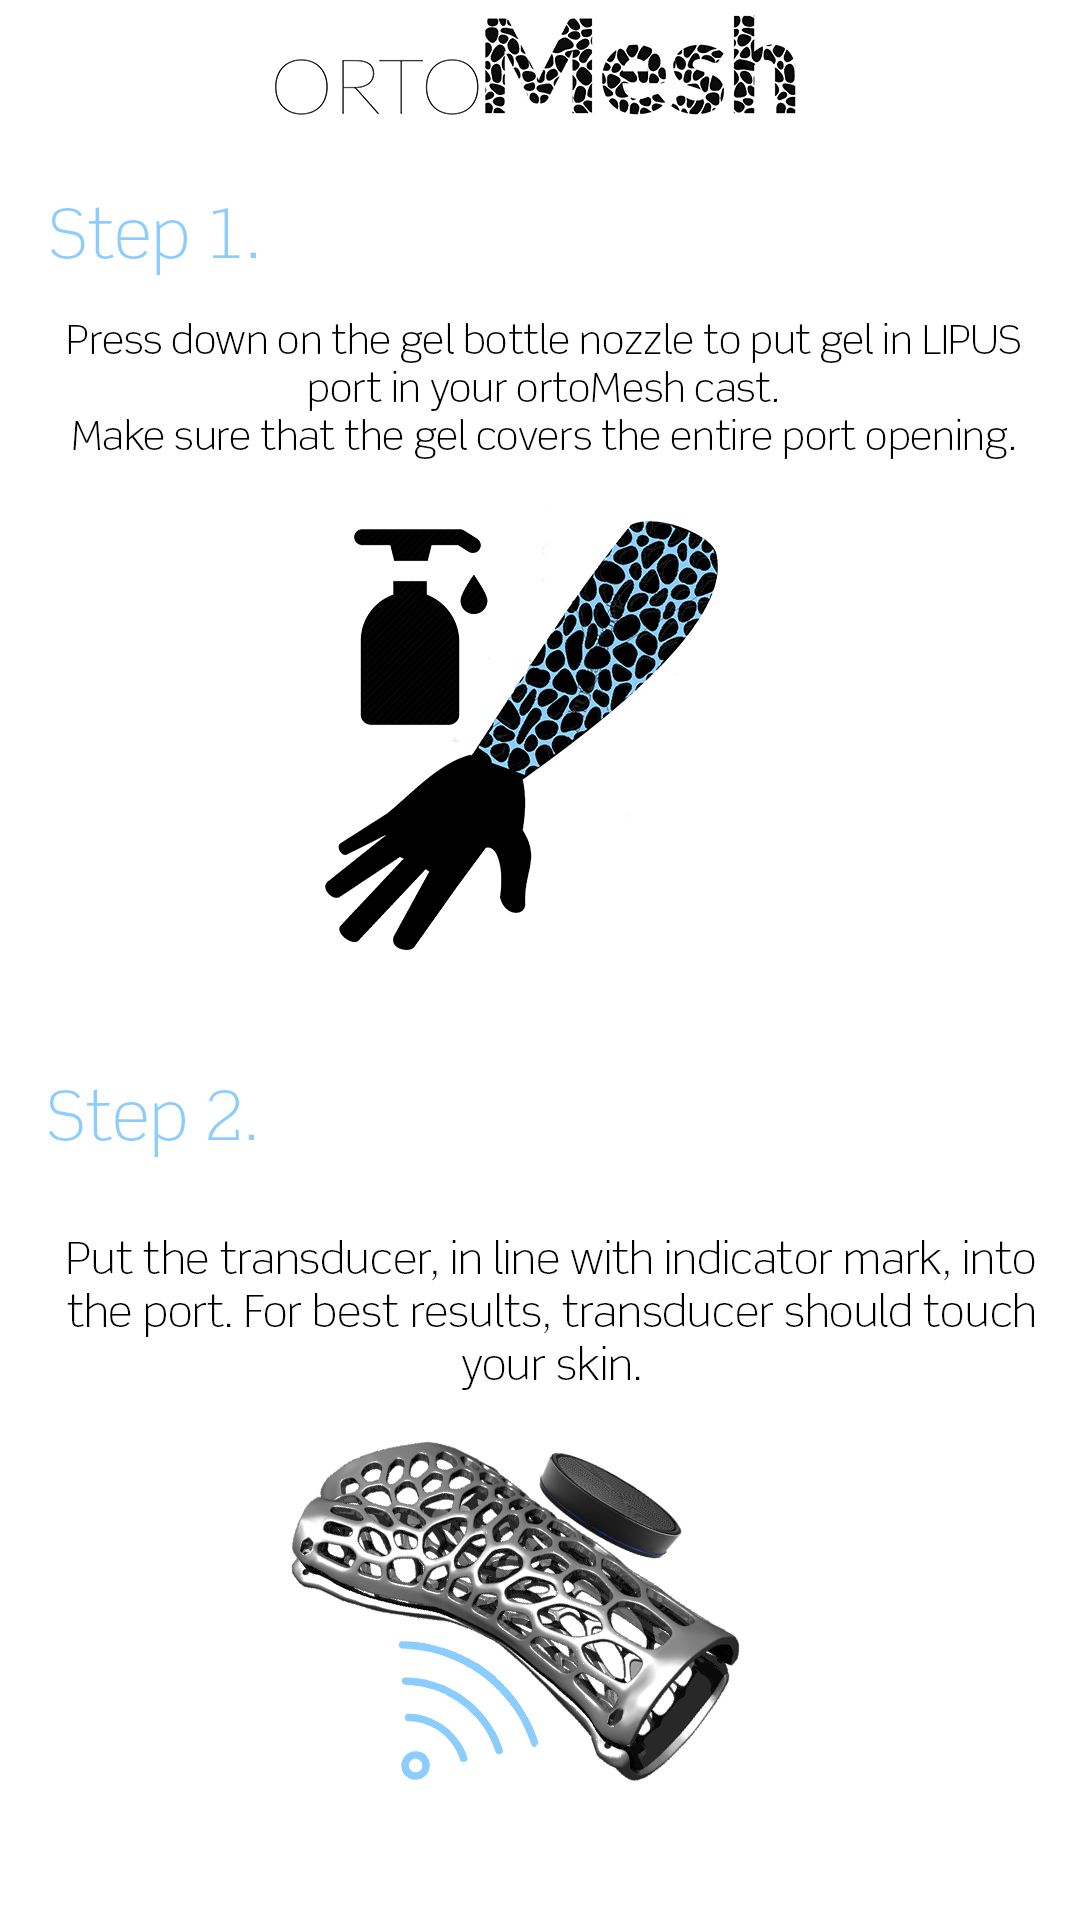 ORTOMesh
Step 1.
Press down on the gel bottle nozzle to put gel in LIPUS
port in your ortoMesh cast.
Make sure that the gel covers the entire port opening.
Step 2.
Put the transducer, in line with indicator mark, into
the port. For best results, transducer should touch
your skin.